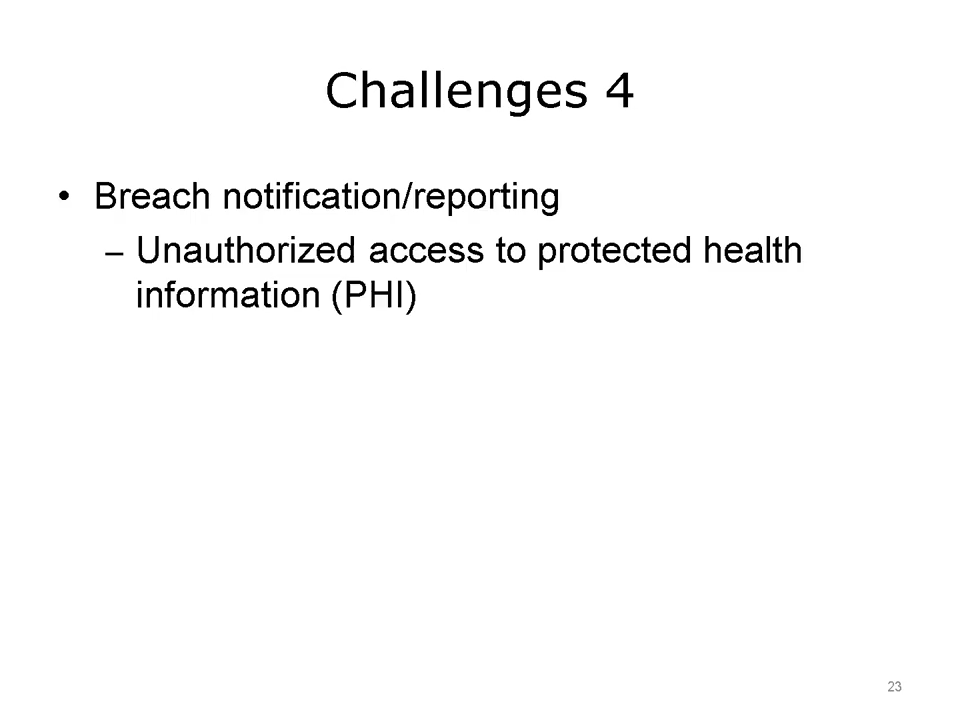 Challenges 4
• Breach notification/reporting
– Unauthorized access to protected health
information (PHI)
23